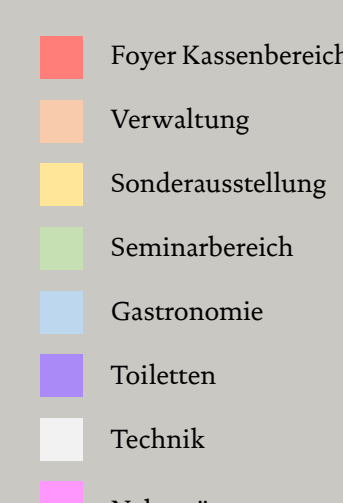 Foyer Kassenbereich
Verwaltung
Sonderausstellung
Seminarbereich
Gastronomie
Toiletten
Technik